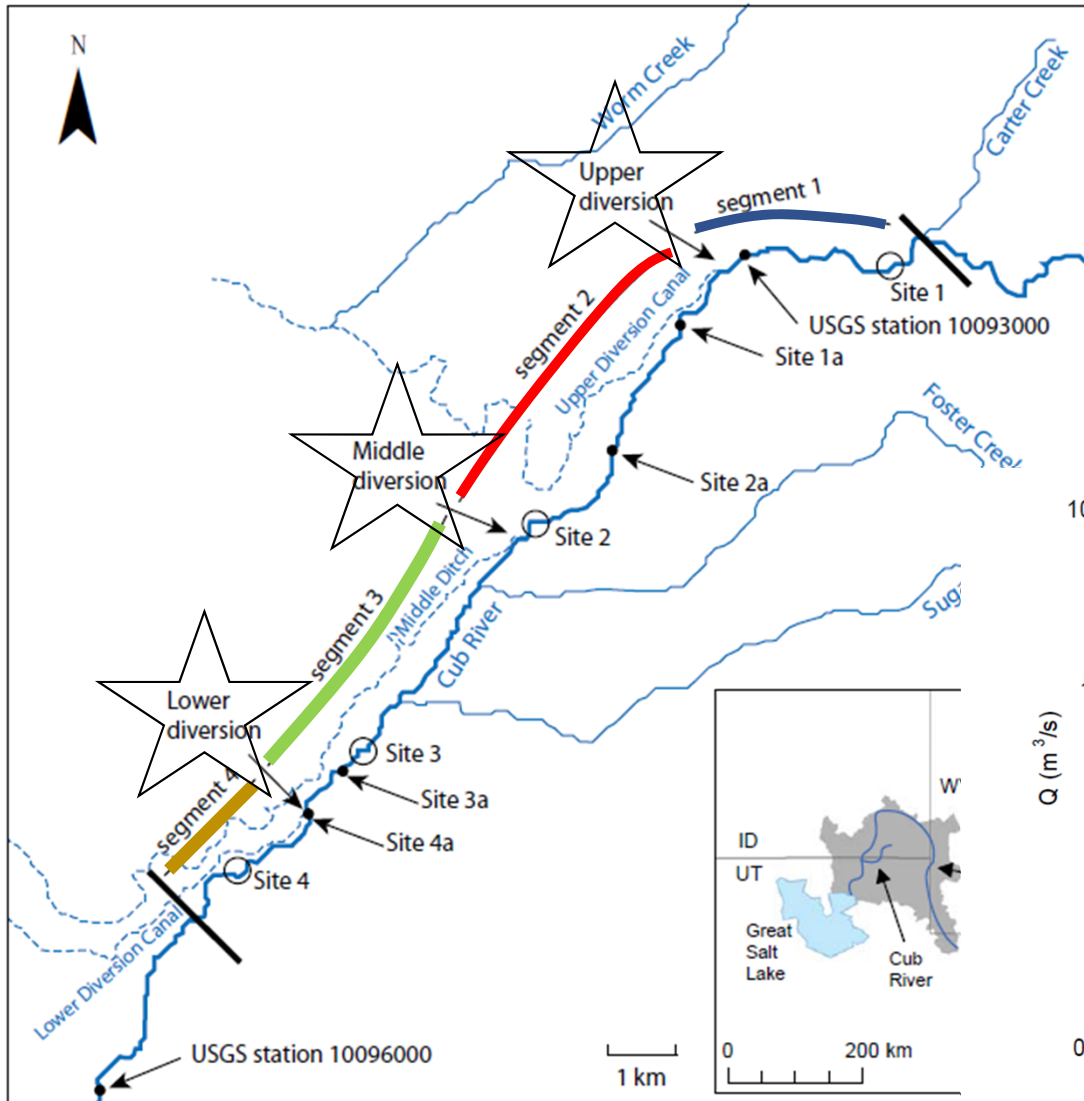 N
Worm Creek
Carter Creek
Upper
diversion
segment 1
Site 1
USGS station 10093000
segment 2
Upper Diversion Canal
Site 1a
Foster Creek
Middle
diversion
Site 2a
10
Site 2
Middle Ditch
Cub River
segment 3
Lower
diversion
Site 3
Q (m³/s)
segment 4
Site 3a
Site 4a
ID
UT
Site 4
Great
Salt
Lake
Cub
River
Lower Diversion Canal
USGS station 10096000
1 km
0
200 km
0